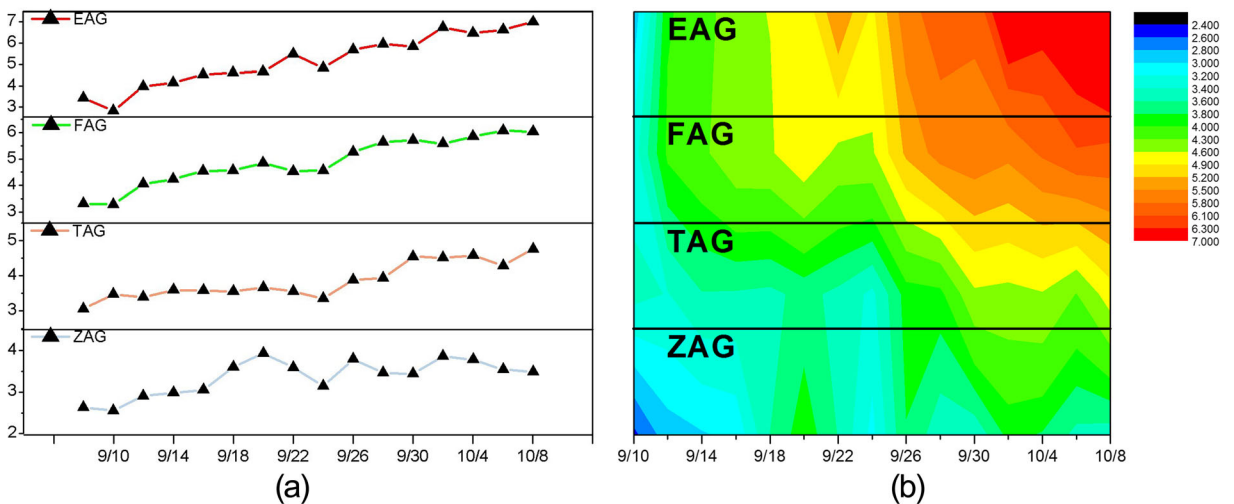 EAG
7
6
5
4
3
FAG
6
5
4
3
TAG
5
4
3
ZAG
4
3
2
9/10 9/14 9/18 9/22 9/26 9/30 10/4 10/8
(a)
EAG
FAG
TAG
ZAG
9/10 9/14 9/18 9/22 9/26 9/30 10/4 10/8
(b)
2.400
2.600
2.800
3.000
3.200
3.400
3.600
3.800
4.000
4.300
4.600
4.900
5.200
5.500
5.800
6.100
6.300
7.000